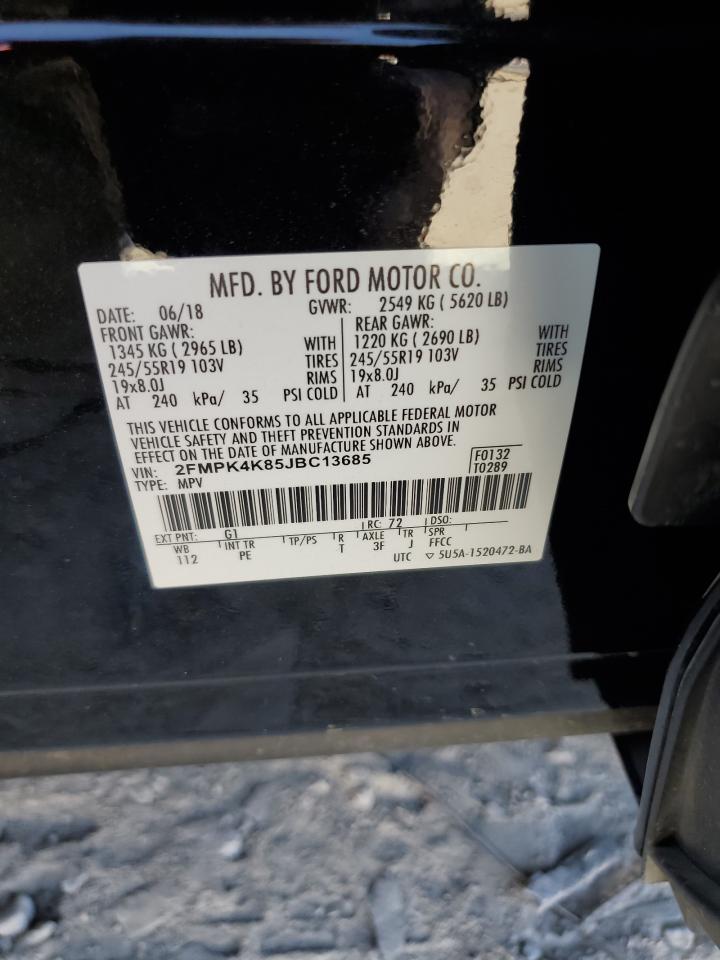 MFD. BY FORD MOTOR CO.
DATE: 06/18 GVWR: 2549 KG ( 5620 LB)
FRONT GAWR: REAR GAWR:
1345 KG ( 2965 LB) WITH 1220 KG ( 2690 LB) WITH
245/55R19 103V TIRES 245/55R19 103V TIRES
19x8.0J RIMS 19x8.0J RIMS
AT 240 kPa/ 35 PSI COLD AT 240 kPa/ 35 PSI COLD
THIS VEHICLE CONFORMS TO ALL APPLICABLE FEDERAL MOTOR
VEHICLE SAFETY AND THEFT PREVENTION STANDARDS IN
EFFECT ON THE DATE OF MANUFACTURE SHOWN ABOVE.
VIN: 2FMPK4K85JBC13685 F0132
TYPE: MPV T0289
EXT PNT: G1 RC: 72 DSO:
WB INT TR TP/PS R AXLE TR SPR
112 PE T 3F J FFCC
UTC ▽ 5U5A-1520472-BA